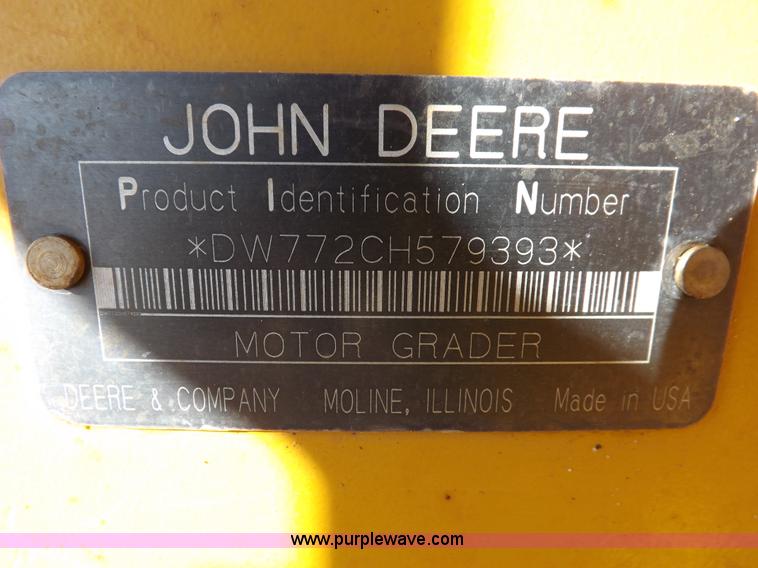 JOHN DEERE
Product Identification Number
*DW772CH579393*
MOTOR GRADER
DEERE & COMPANY MOLINE, ILLINOIS Made in USA
www.purplewave.com